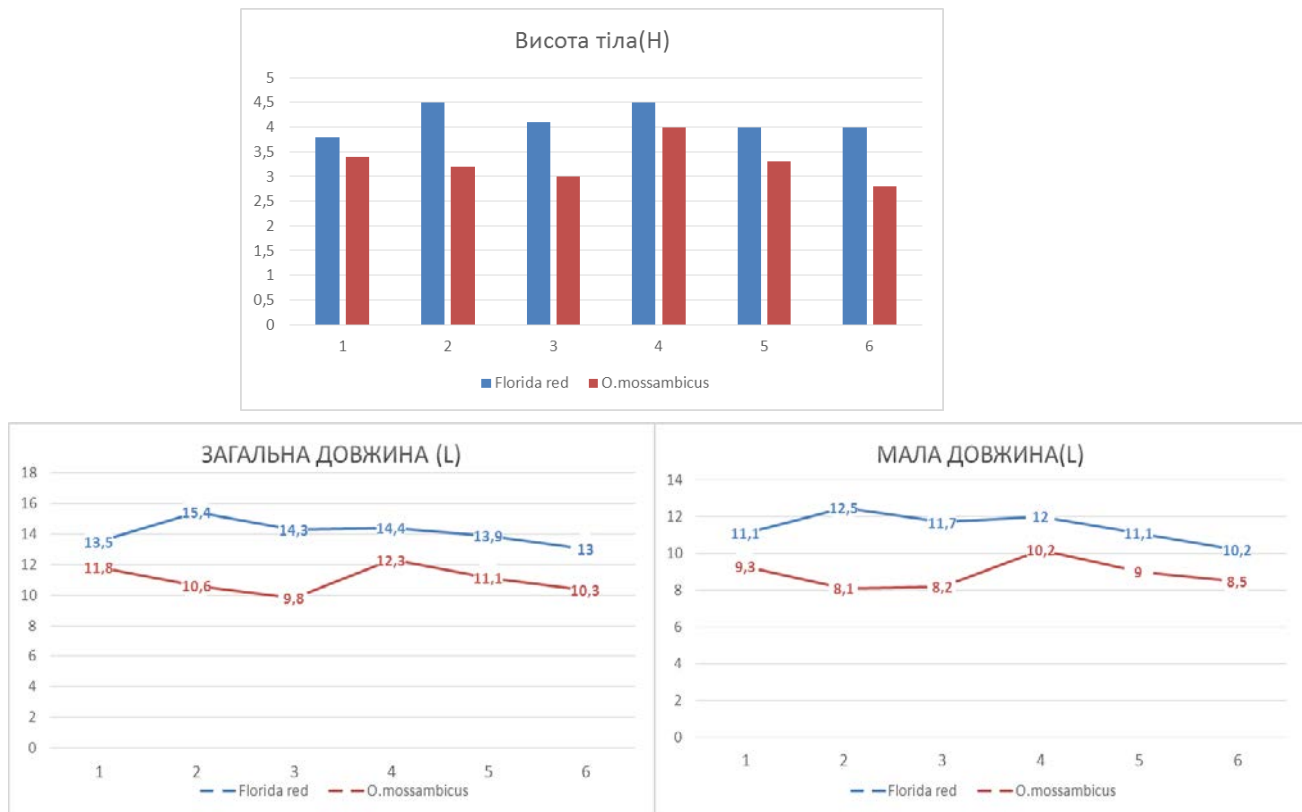 Висота тіла(Н)
5
4,5
4
3,5
3
2,5
2
1,5
1
0,5
0
1 2 3 4 5 6
Florida red O.mossambicus
ЗАГАЛЬНА ДОВЖИНА (L)
18
16
14
12
10
8
6
4
2
0
13,5 15,4 14,3 14,4 13,9 13
11,8 10,6 9,8 12,3 11,1 10,3
1 2 3 4 5 6
Florida red O.mossambicus
МАЛА ДОВЖИНА(L)
14
12
10
8
6
4
2
0
11,1 12,5 11,7 12 11,1 10,2
9,3 8,1 8,2 10,2 9 8,5
1 2 3 4 5 6
Florida red O.mossambicus